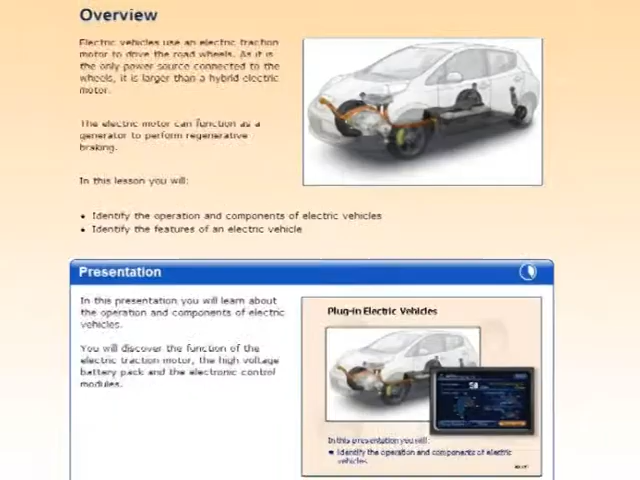 Overview
Electric vehicles use an electric traction
motor to drive the road wheels. As it is
the only power source connected to the
wheels, it is larger than a hybrid electric
motor.
The electric motor can function as a
generator to perform regenerative
braking.
In this lesson you will:
• Identify the operation and components of electric vehicles
• Identify the features of an electric vehicle
Presentation
In this presentation you will learn about
the operation and components of electric
vehicles.
You will discover the function of the
electric traction motor, the high voltage
battery pack and the electronic control
modules.
Plug-in Electric Vehicles
In this presentation you will:
• Identify the operation and components of electric
vehicles